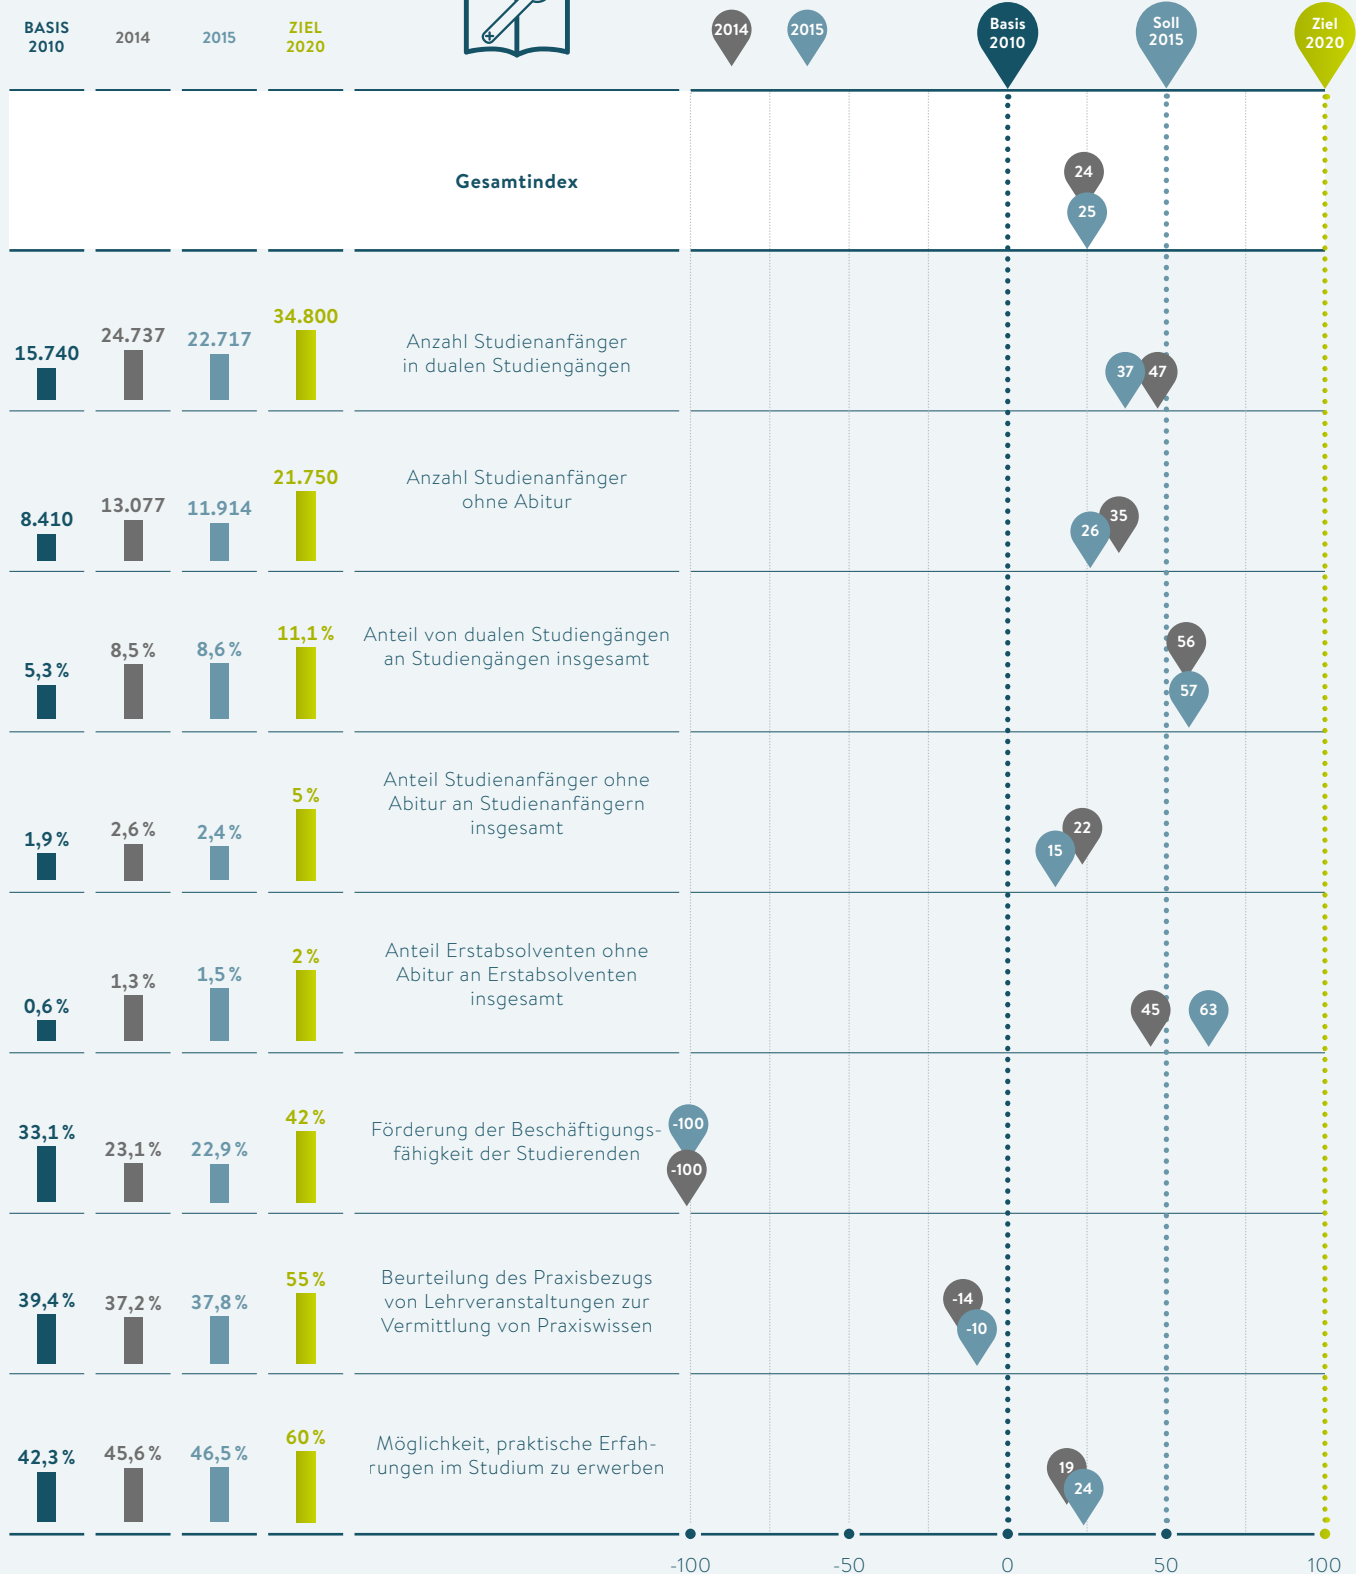 BASIS
2010
2014
2015
ZIEL
2020
2014
2015
Basis
2010
Soll
2015
Ziel
2020
Gesamtindex
24
25
15.740
24.737
22.717
34.800
Anzahl Studienanfänger
in dualen Studiengängen
37
47
8.410
13.077
11.914
21.750
Anzahl Studienanfänger
ohne Abitur
26
35
5,3 %
8,5 %
8,6 %
11,1 %
Anteil von dualen Studiengängen
an Studiengängen insgesamt
56
57
1,9 %
2,6 %
2,4 %
5 %
Anteil Studienanfänger ohne
Abitur an Studienanfängern
insgesamt
22
15
0,6 %
1,3 %
1,5 %
2 %
Anteil Erstabsolventen ohne
Abitur an Erstabsolventen
insgesamt
45
63
33,1 %
23,1 %
22,9 %
42 %
Förderung der Beschäftigungs-
fähigkeit der Studierenden
-100
-100
39,4 %
37,2 %
37,8 %
55 %
Beurteilung des Praxisbezugs
von Lehrveranstaltungen zur
Vermittlung von Praxiswissen
-14
-10
42,3 %
45,6 %
46,5 %
60 %
Möglichkeit, praktische Erfah-
rungen im Studium zu erwerben
19
24
-100
-50
0
50
100